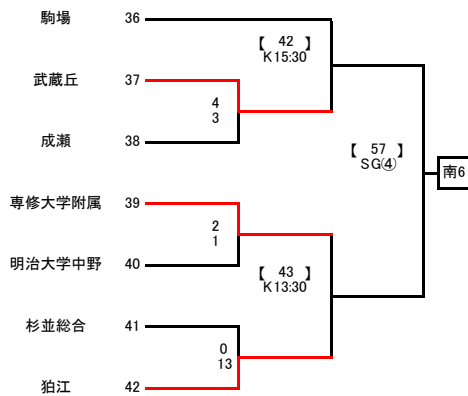 駒場 36
【 42 】
K15:30
武蔵丘 37
4
3
成瀬 38
【 57 】
SG④
南6
専修大学附属 39
2
1
明治大学中野 40
【 43 】
K13:30
杉並総合 41
0
13
狛江 42